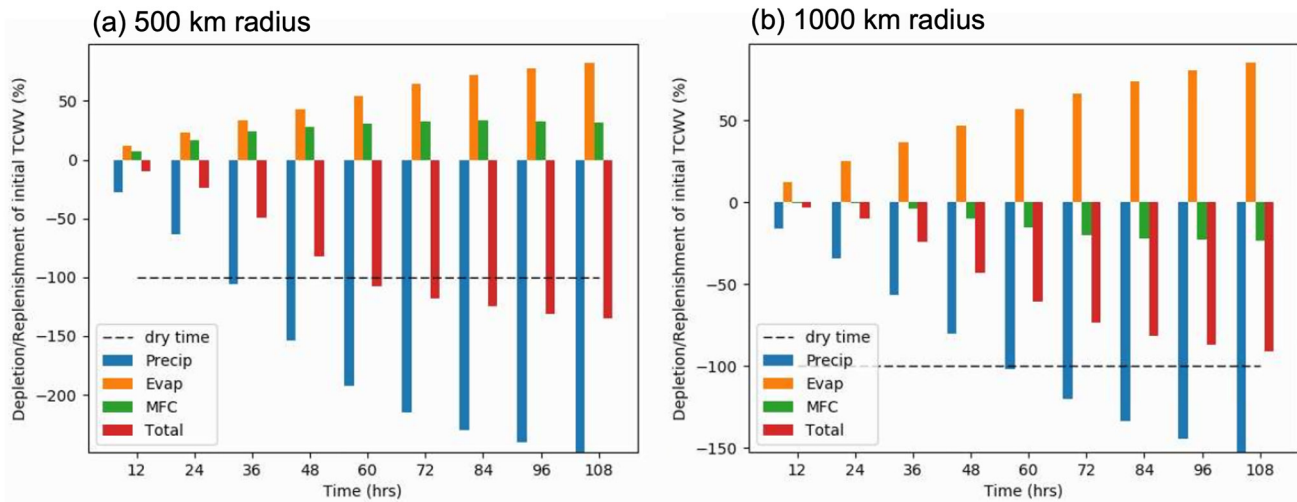 (a) 500 km radius
Depletion/Replenishment of initial TCWV (%)
50
0
−50
−100
−150
−200
dry time
Precip
Evap
MFC
Total
12 24 36 48 60 72 84 96 108
Time (hrs)
(b) 1000 km radius
Depletion/Replenishment of initial TCWV (%)
50
0
−50
−100
−150
dry time
Precip
Evap
MFC
Total
12 24 36 48 60 72 84 96 108
Time (hrs)